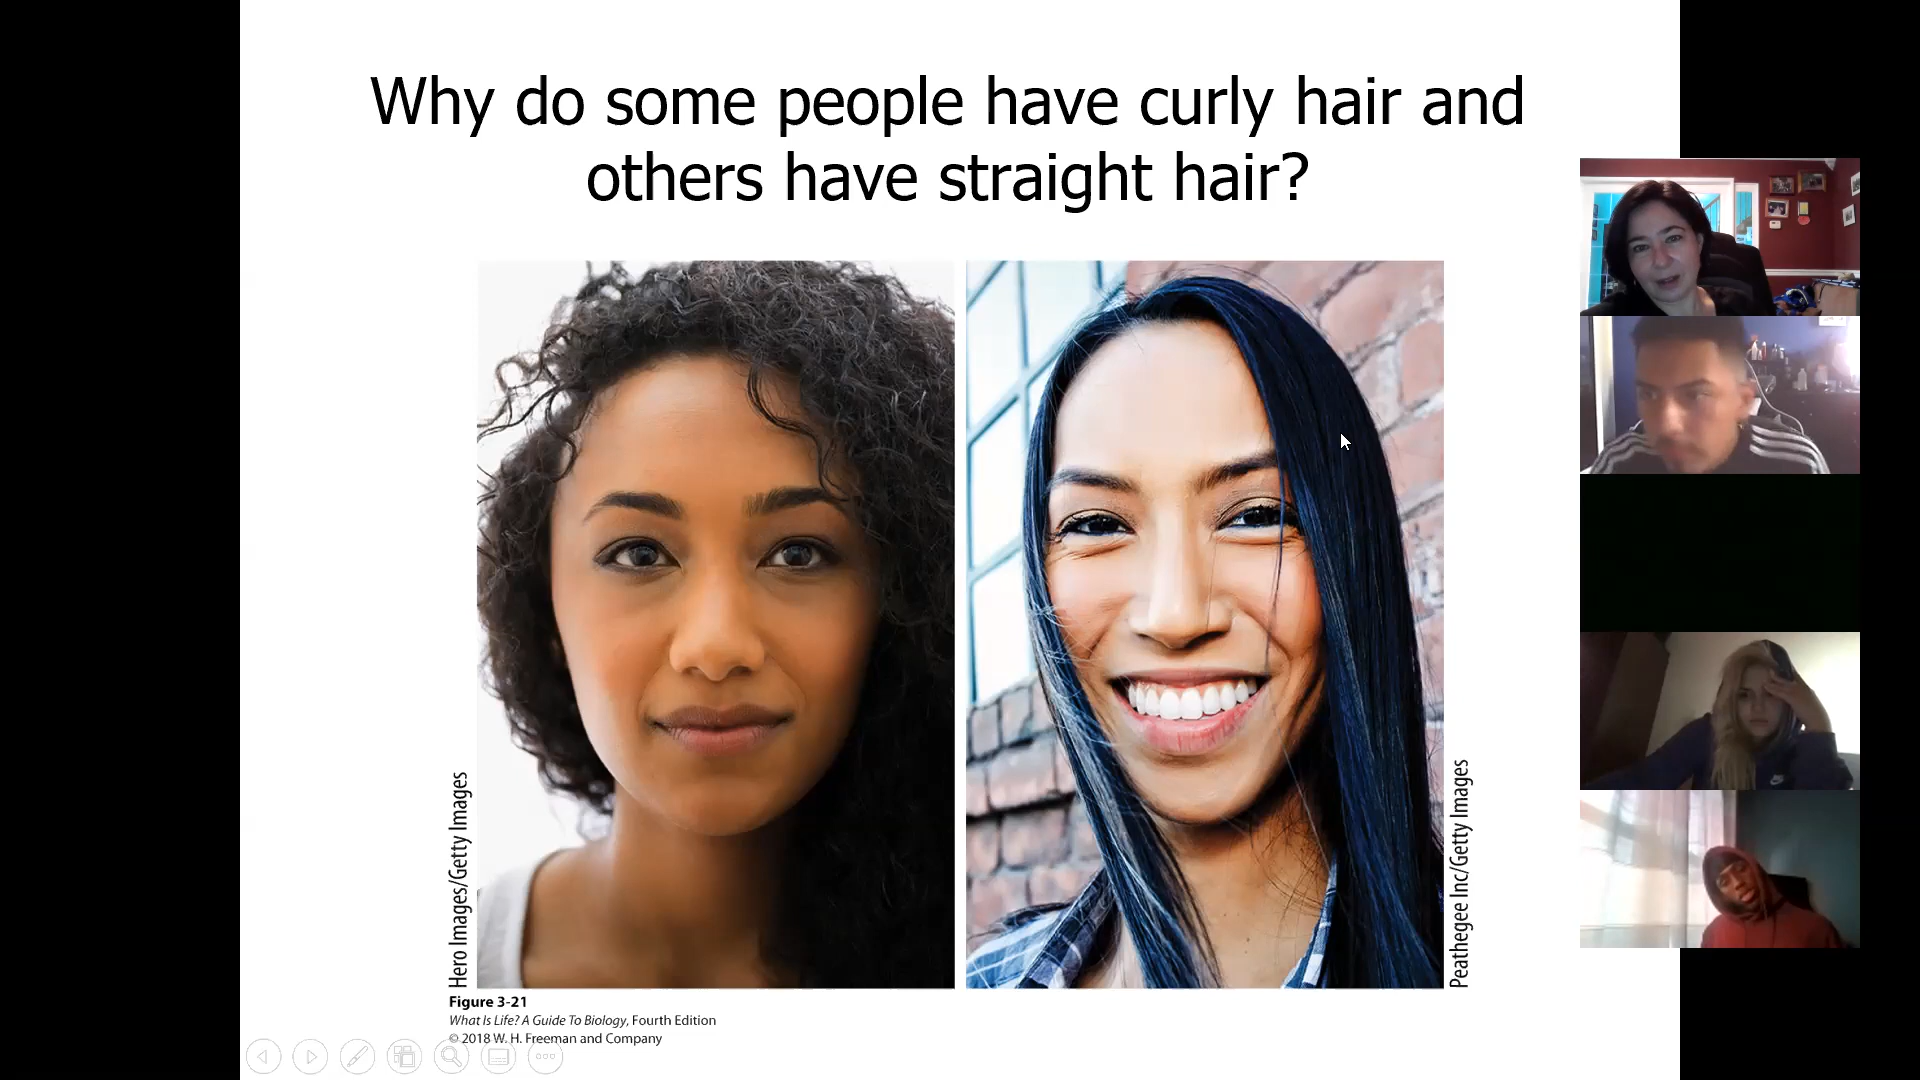 Why do some people have curly hair and
others have straight hair?
Hero Images/Getty Images
Peathegee Inc/Getty Images
Figure 3-21
What Is Life? A Guide To Biology, Fourth Edition
© 2018 W. H. Freeman and Company